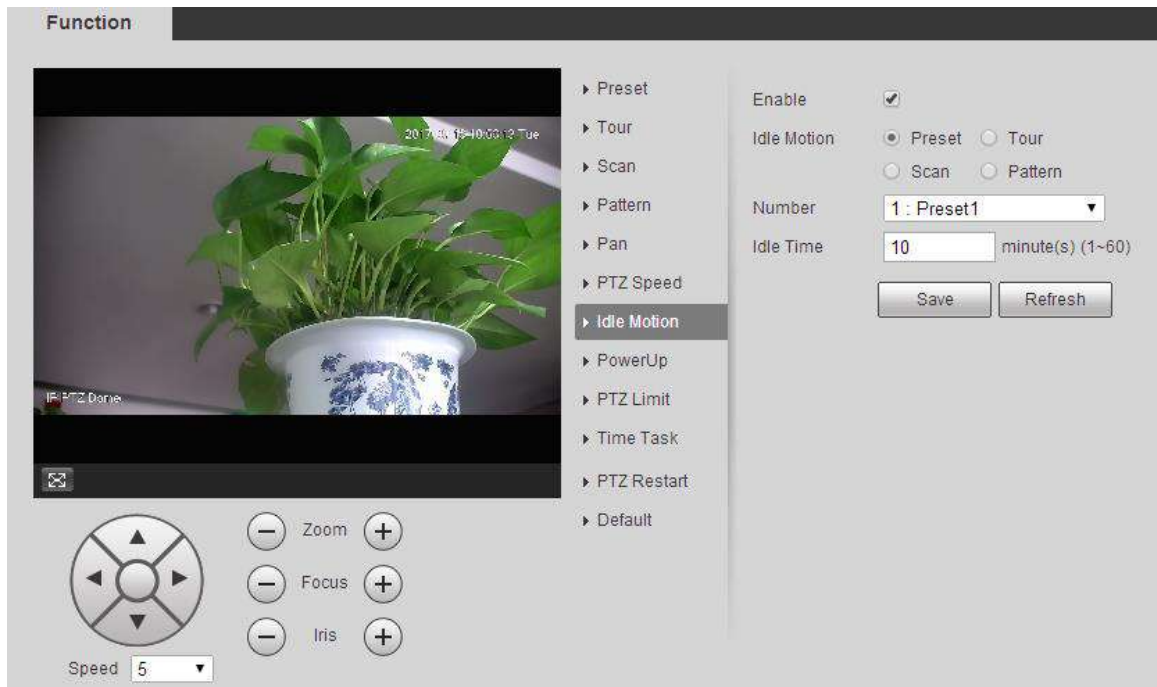 Function
Tue
PTZ Dome
Zoom
Focus
Iris
Speed 5
Preset
Tour
Scan
Pattern
Pan
PTZ Speed
Idle Motion
PowerUp
PTZ Limit
Time Task
PTZ Restart
Default
Enable
Idle Motion Preset Tour
Scan Pattern
Number 1 : Preset1
Idle Time 10 minute(s) (1~60)
Save Refresh